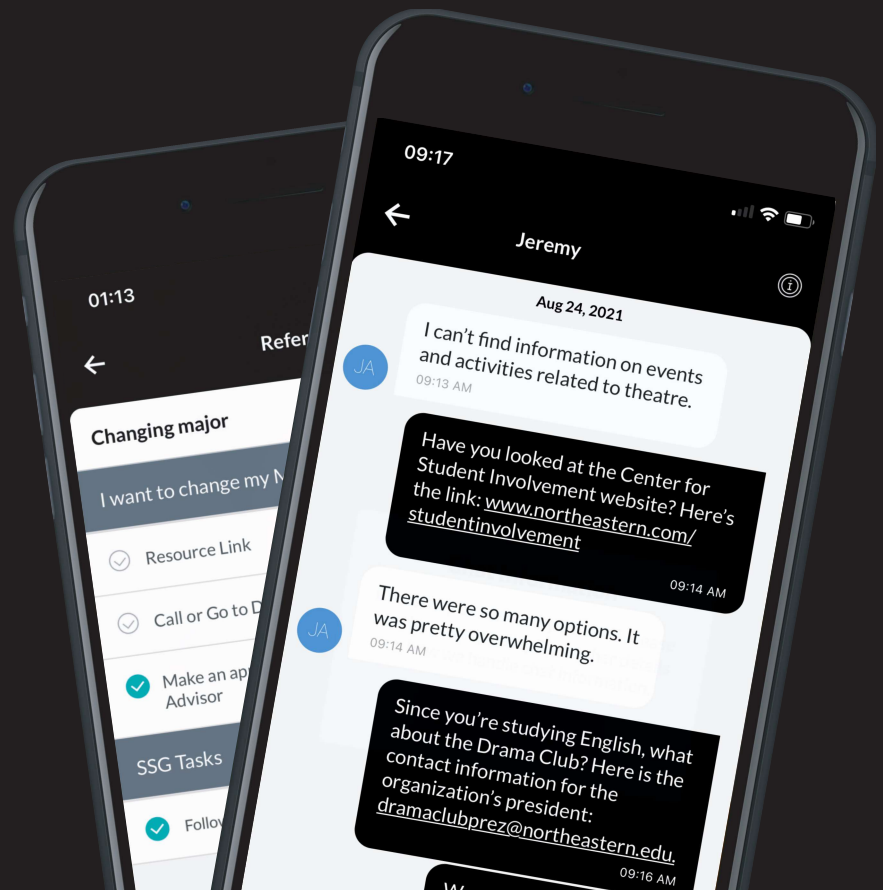 01:13
Refer
Changing major
I want to change my
Resource Link
Call or Go to D
Make an ap
Advisor
SSG Tasks
Follow
09:17
Jeremy
Aug 24, 2021
JA
I can't find information on events
and activities related to theatre.
09:13 AM
Have you looked at the Center for
Student Involvement website? Here's
the link: www.northeastern.com/
studentinvolvement
09:14 AM
JA
There were so many options. It
was pretty overwhelming.
09:14 AM
Since you're studying English, what
about the Drama Club? Here is the
contact information for the
organization's president:
dramaclubprez@northeastern.edu.
09:16 AM